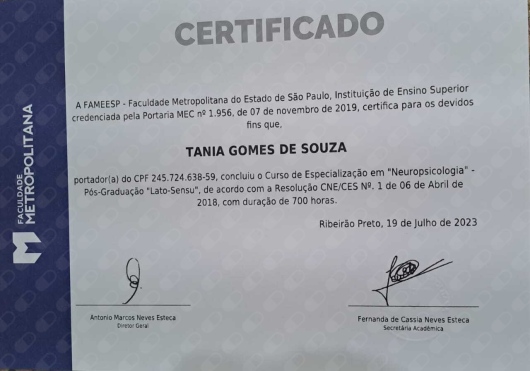 CERTIFICADO
A FAMEESP - Faculdade Metropolitana do Estado de São Paulo, Instituição de Ensino Superior
credenciada pela Portaria MEC nº 1.956, de 07 de novembro de 2019, certifica para os devidos
fins que,
TANIA GOMES DE SOUZA
portador(a) do CPF 245.724.638-59, concluiu o Curso de Especialização em "Neuropsicologia" -
Pós-Graduação "Lato-Sensu", de acordo com a Resolução CNE/CES Nº. 1 de 06 de Abril de
2018, com duração de 700 horas.
Ribeirão Preto, 19 de Julho de 2023
Antonio Marcos Neves Esteca
Diretor Geral
Fernanda de Cassia Neves Esteca
Secretária Acadêmica
FACULDADE
METROPOLITANA